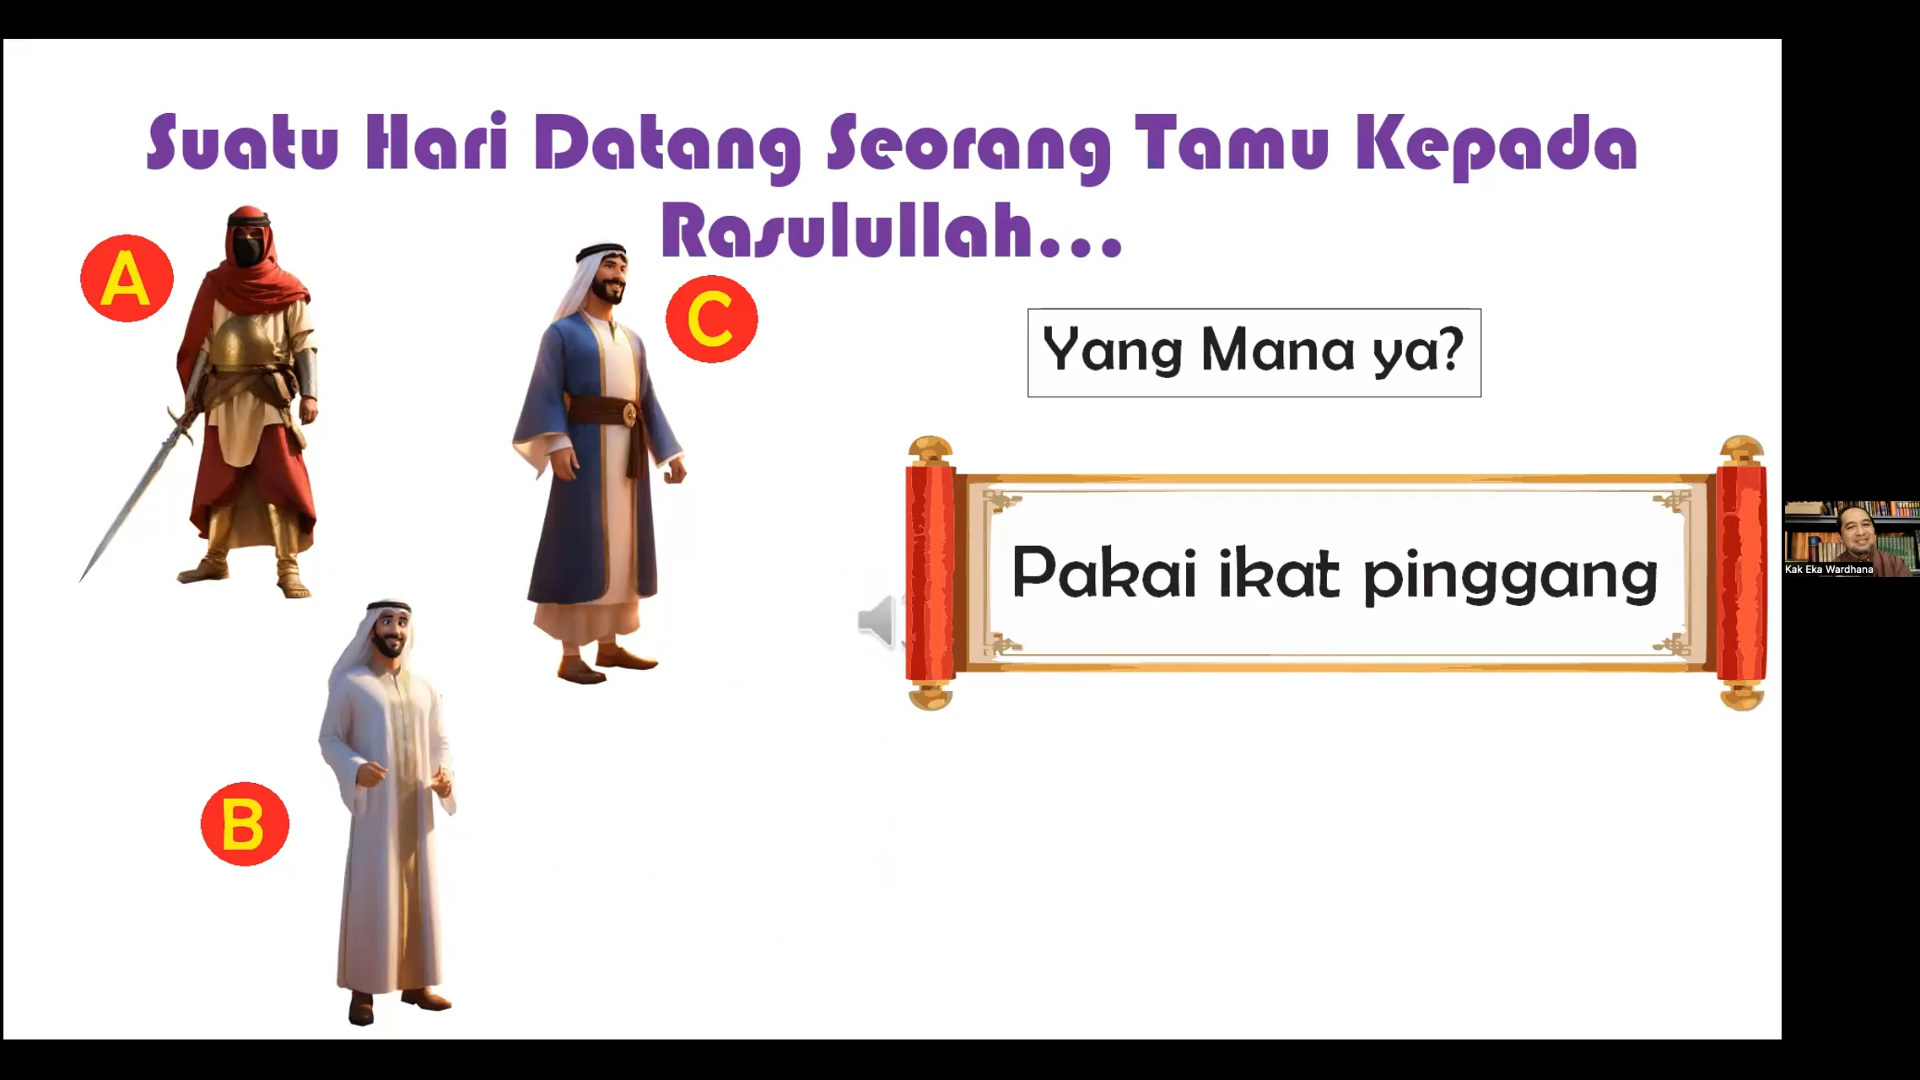 Suatu Hari Datang Seorang Tamu Kepada
Rasulullah...
A
C
Yang Mana ya?
Pakai ikat pinggang
Kak Eka Wardhana
B